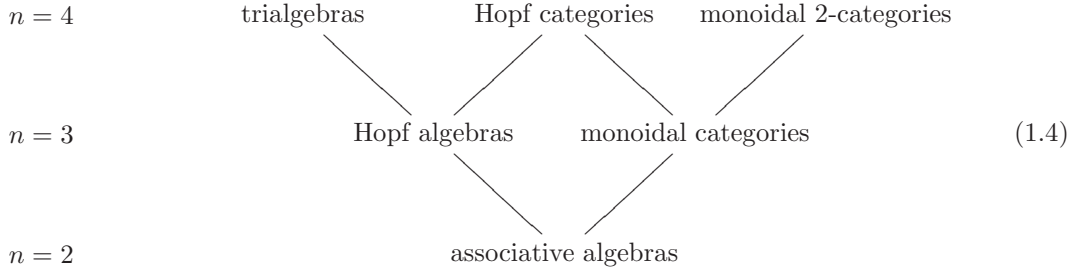 n = 4 trialgebras Hopf categories monoidal 2-categories
n = 3 Hopf algebras monoidal categories (1.4)
n = 2 associative algebras